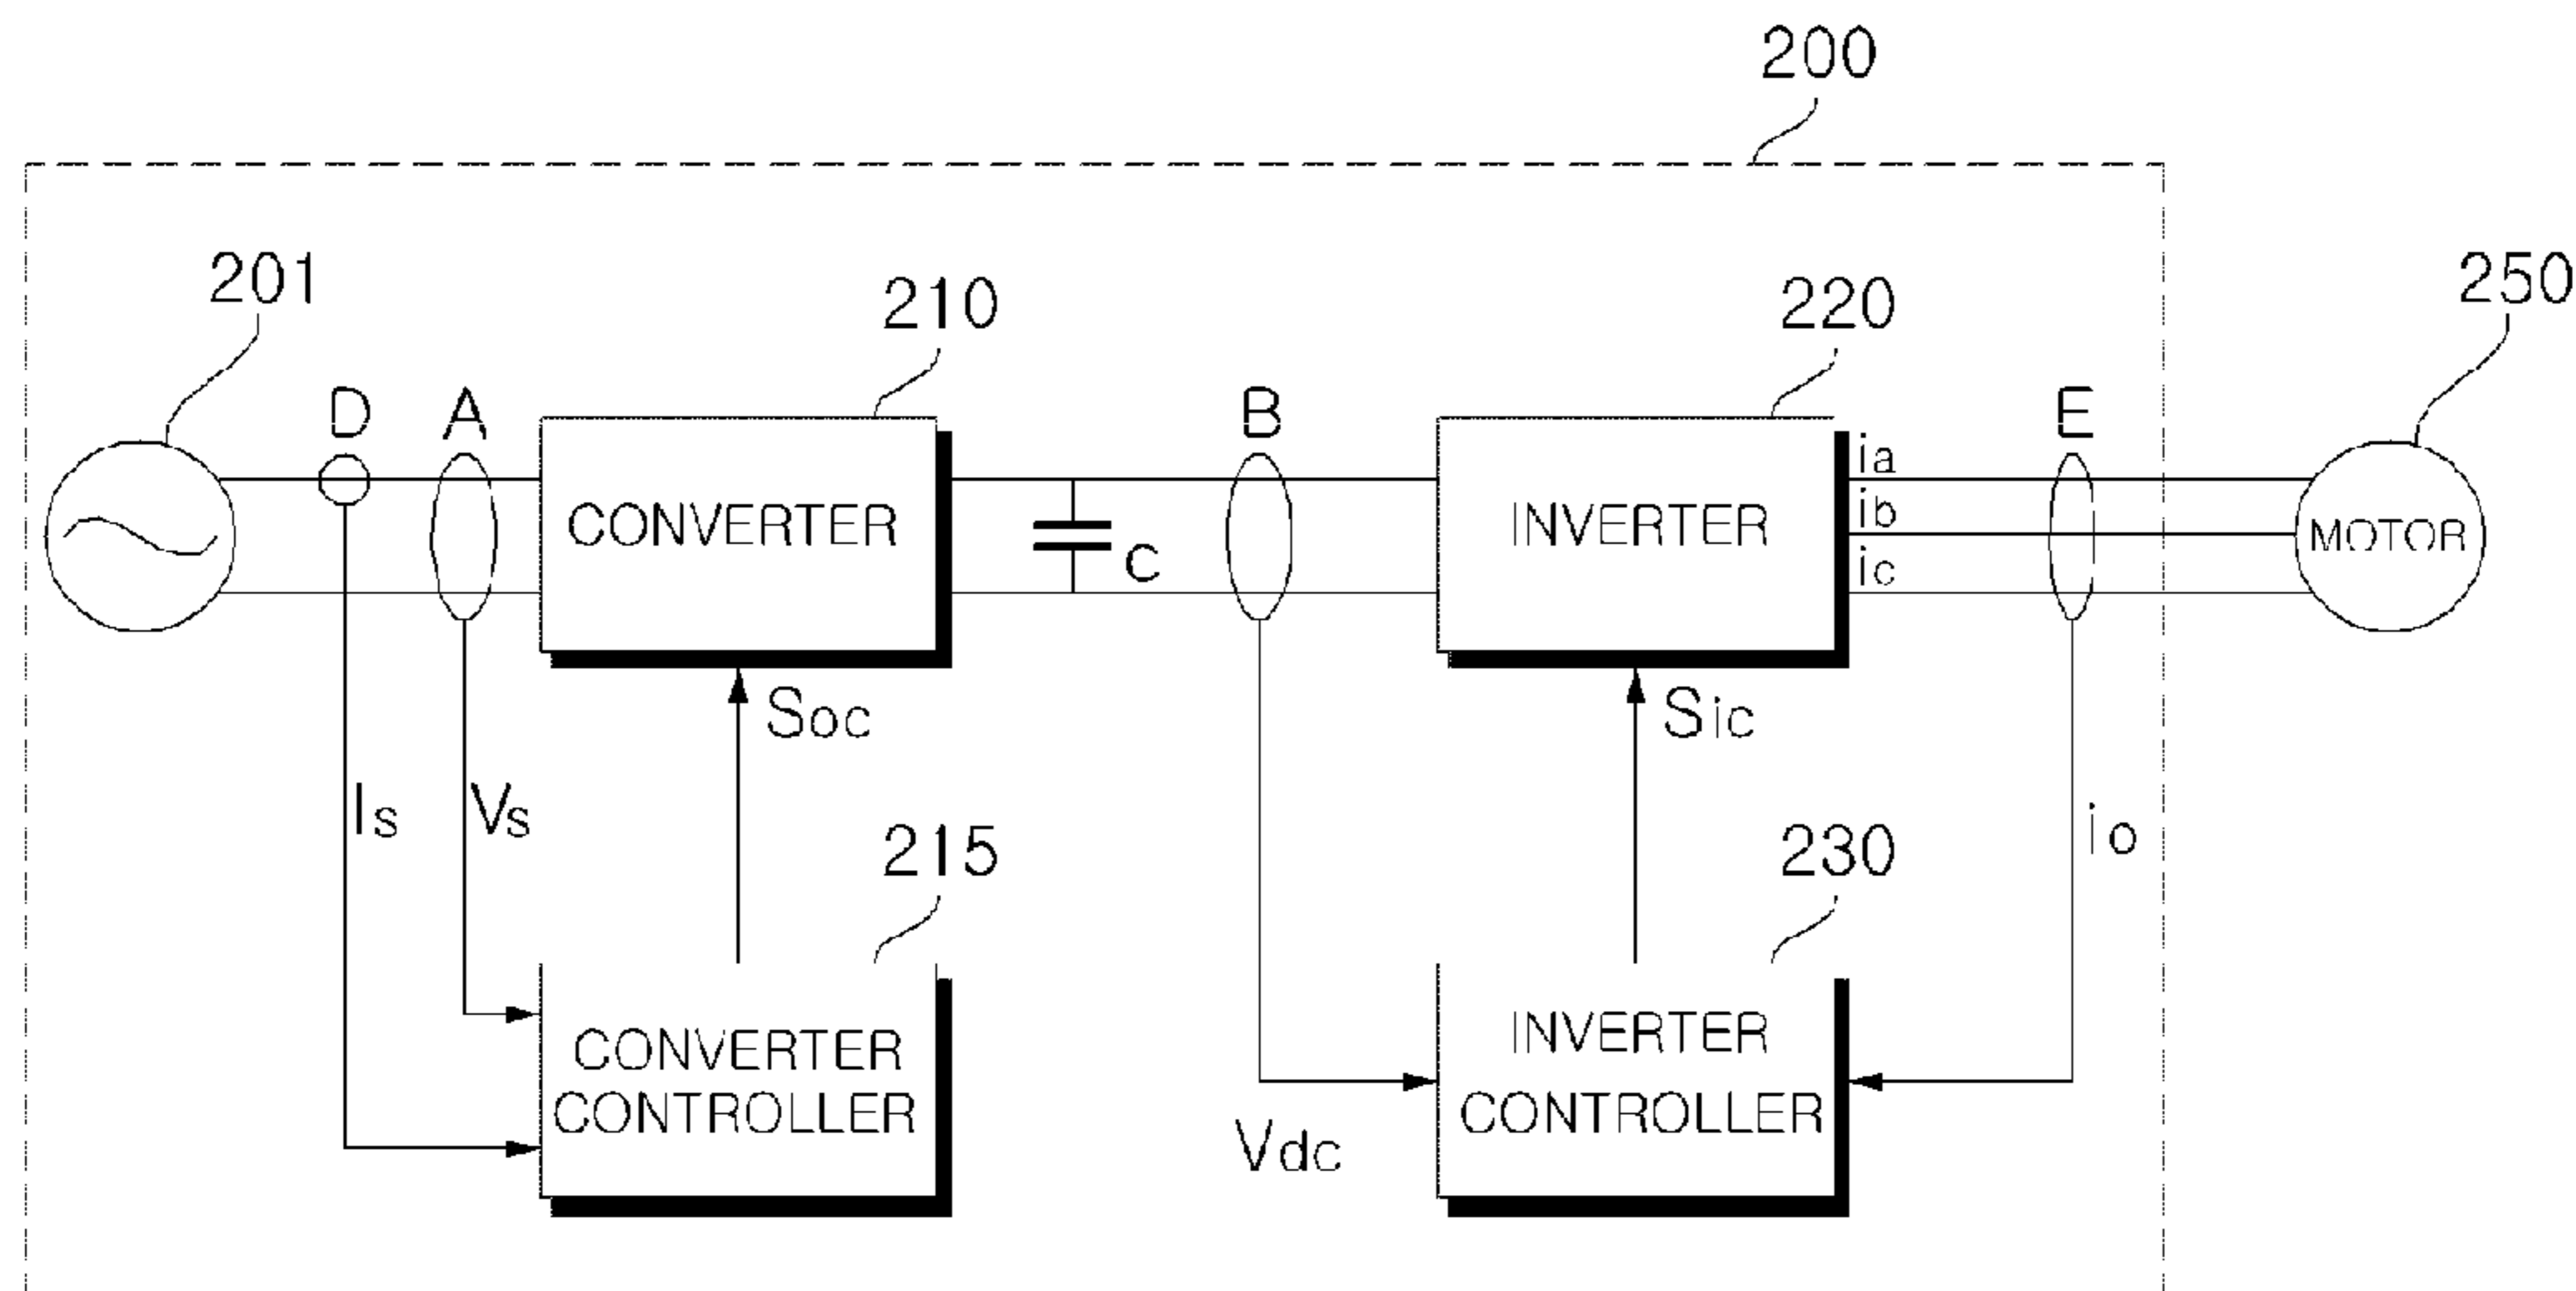 200
201
210
220
250
D
A
B
E
ia
CONVERTER
INVERTER
ib
MOTOR
C
ic
Soc
Sic
Is
Vs
215
230
io
CONVERTER
CONTROLLER
INVERTER
CONTROLLER
Vdc